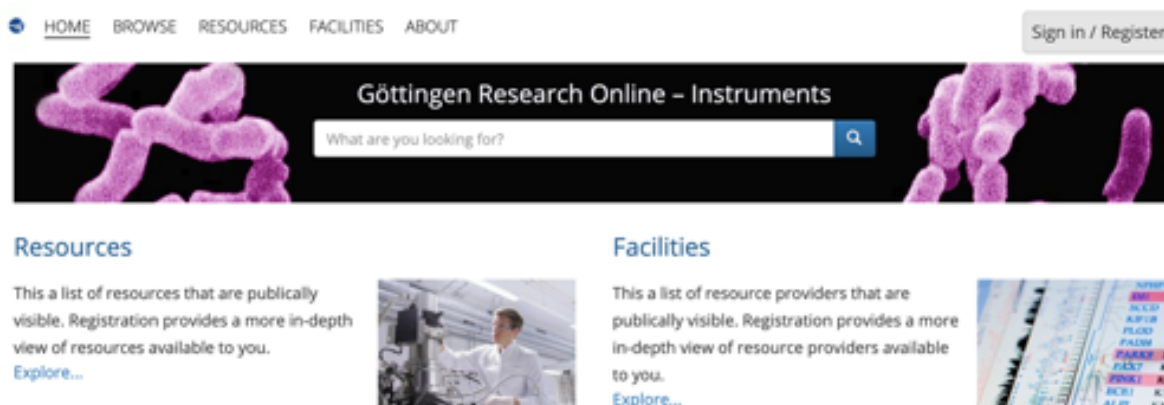 HOME BROWSE RESOURCES FACILITIES ABOUT
Sign in / Register
Göttingen Research Online – Instruments
What are you looking for?
Resources
This a list of resources that are publically
visible. Registration provides a more in-depth
view of resources available to you.
Explore...
Facilities
This a list of resource providers that are
publically visible. Registration provides a more
in-depth view of resource providers available
to you.
Explore...